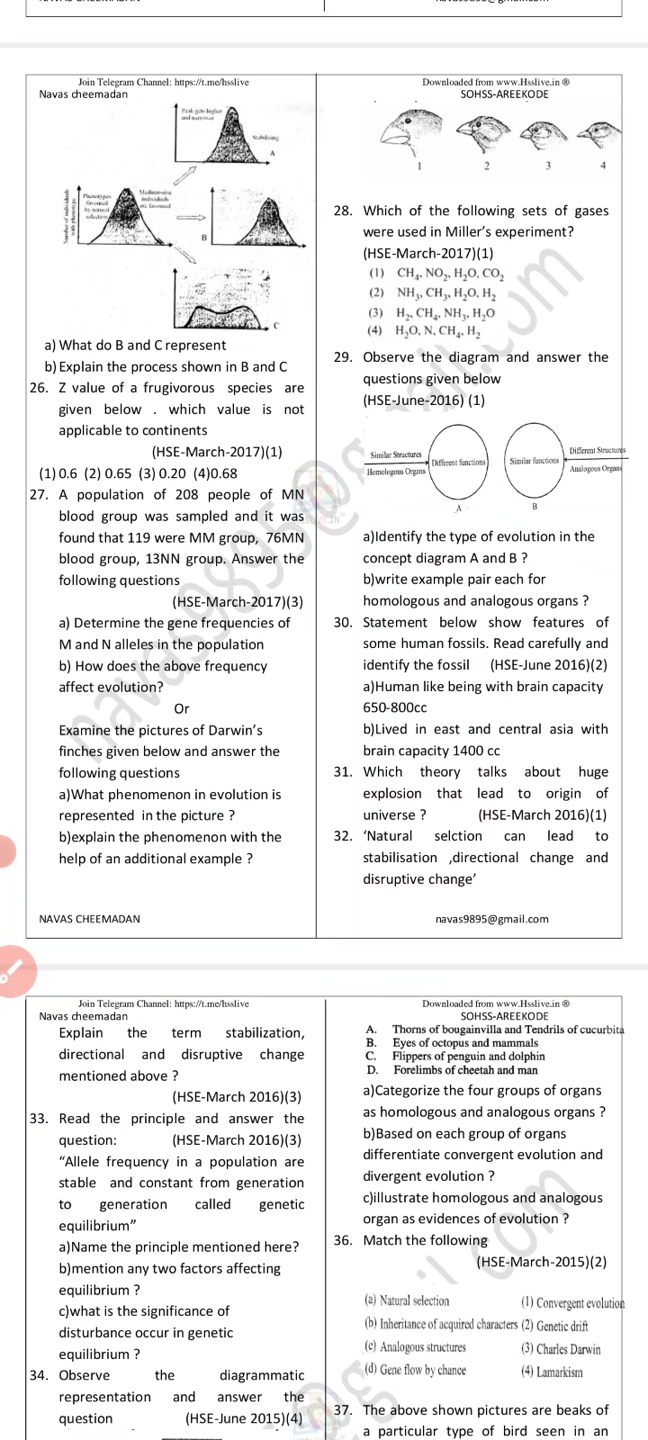 Join Telegram Channel: https://t.me/hsslive
Navas cheemadan
Peak gets higher
and narrower
Stabilising
A
Number of individuals
with phenotype
Phenotypes
favoured
by natural
selection
Medium-size
individuals
are favoured
B
C
a) What do B and C represent
b) Explain the process shown in B and C
26. Z value of a frugivorous species are
given below . which value is not
applicable to continents
(HSE-March-2017)(1)
(1) 0.6 (2) 0.65 (3) 0.20 (4)0.68
27. A population of 208 people of MN
blood group was sampled and it was
found that 119 were MM group, 76MN
blood group, 13NN group. Answer the
following questions
(HSE-March-2017)(3)
a) Determine the gene frequencies of
M and N alleles in the population
b) How does the above frequency
affect evolution?
Or
Examine the pictures of Darwin's
finches given below and answer the
following questions
a)What phenomenon in evolution is
represented in the picture ?
b)explain the phenomenon with the
help of an additional example ?
NAVAS CHEEMADAN
Downloaded from www.Hsslive.in ®
SOHSS-AREEKODE
1 2 3 4
28. Which of the following sets of gases
were used in Miller's experiment?
(HSE-March-2017)(1)
(1) CH₄, NO₂, H₂O, CO₂
(2) NH₃, CH₃, H₂O, H₂
(3) H₂, CH₄, NH₃, H₂O
(4) H₂O, N, CH₄, H₂
29. Observe the diagram and answer the
questions given below
(HSE-June-2016) (1)
Similar Structures
Homologous Organs
Different functions
A
Similar functions
B
Different Structures
Analogous Organs
a)Identify the type of evolution in the
concept diagram A and B ?
b)write example pair each for
homologous and analogous organs ?
30. Statement below show features of
some human fossils. Read carefully and
identify the fossil (HSE-June 2016)(2)
a)Human like being with brain capacity
650-800cc
b)Lived in east and central asia with
brain capacity 1400 cc
31. Which theory talks about huge
explosion that lead to origin of
universe ? (HSE-March 2016)(1)
32. 'Natural selction can lead to
stabilisation ,directional change and
disruptive change'
navas9895@gmail.com
Join Telegram Channel: https://t.me/hsslive
Navas cheemadan
Explain the term stabilization,
directional and disruptive change
mentioned above ?
(HSE-March 2016)(3)
33. Read the principle and answer the
question: (HSE-March 2016)(3)
"Allele frequency in a population are
stable and constant from generation
to generation called genetic
equilibrium"
a)Name the principle mentioned here?
b)mention any two factors affecting
equilibrium ?
c)what is the significance of
disturbance occur in genetic
equilibrium ?
34. Observe the diagrammatic
representation and answer the
question (HSE-June 2015)(4)
Downloaded from www.Hsslive.in ®
SOHSS-AREEKODE
A. Thorns of bougainvilla and Tendrils of cucurbita
B. Eyes of octopus and mammals
C. Flippers of penguin and dolphin
D. Forelimbs of cheetah and man
a)Categorize the four groups of organs
as homologous and analogous organs ?
b)Based on each group of organs
differentiate convergent evolution and
divergent evolution ?
c)illustrate homologous and analogous
organ as evidences of evolution ?
36. Match the following
(HSE-March-2015)(2)
(a) Natural selection (1) Convergent evolution
(b) Inheritance of acquired characters (2) Genetic drift
(c) Analogous structures (3) Charles Darwin
(d) Gene flow by chance (4) Lamarkism
37. The above shown pictures are beaks of
a particular type of bird seen in an